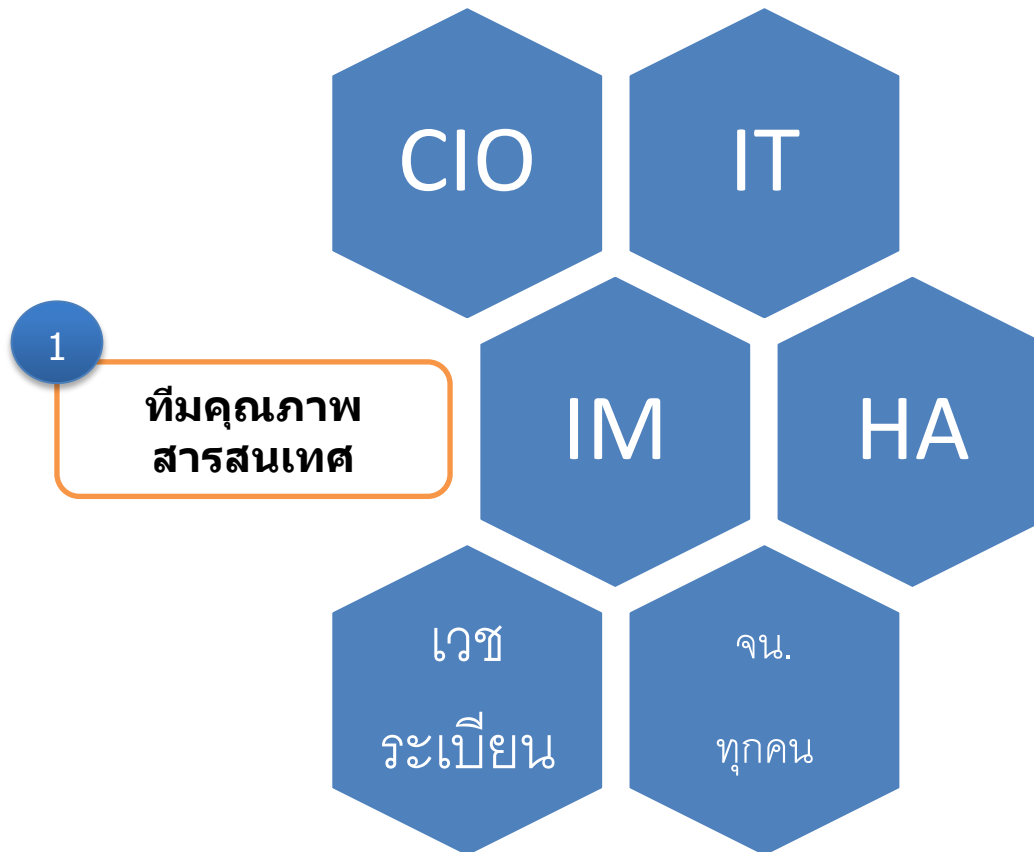 CIO
IT
1
ทีมคุณภาพ
สารสนเทศ
IM
HA
เวช
ระเบียน
จน.
ทุกคน